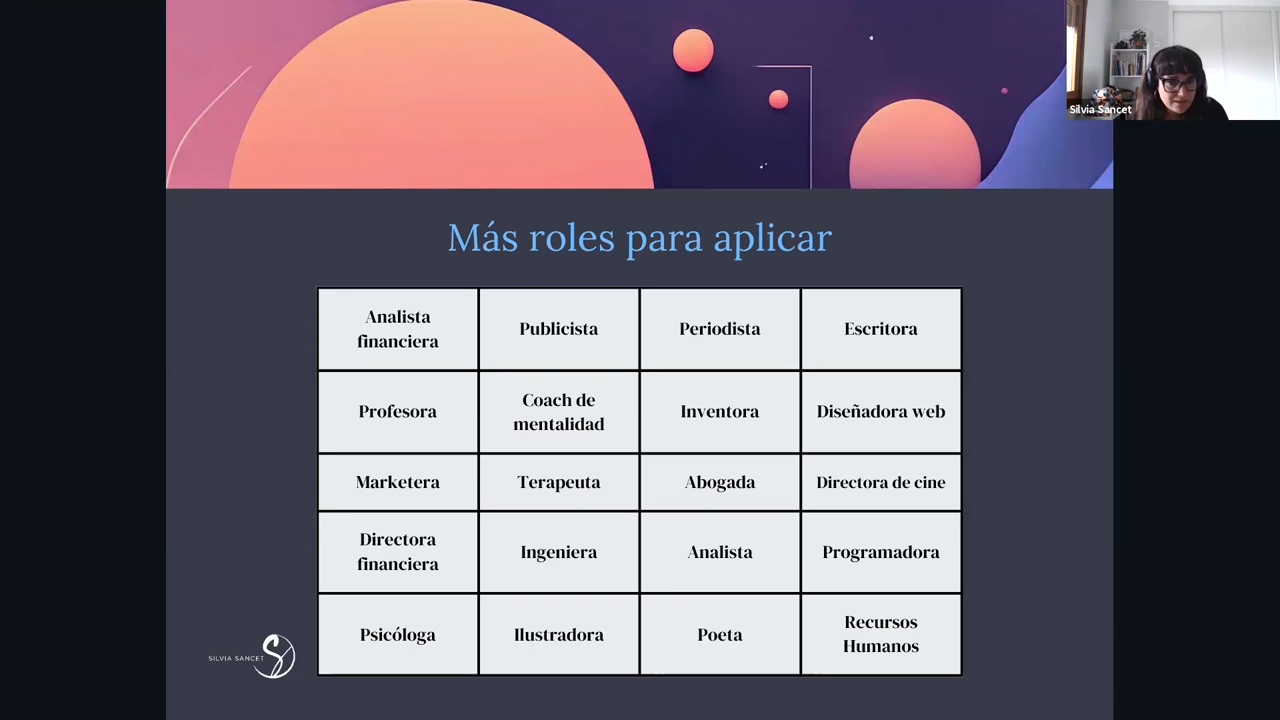 Silvia Sancet
Más roles para aplicar
Analista
financiera
Publicista
Periodista
Escritora
Profesora
Coach de
mentalidad
Inventora
Diseñadora web
Marketera
Terapeuta
Abogada
Directora de cine
Directora
financiera
Ingeniera
Analista
Programadora
Psicóloga
Ilustradora
Poeta
Recursos
Humanos
SILVIA SANCET